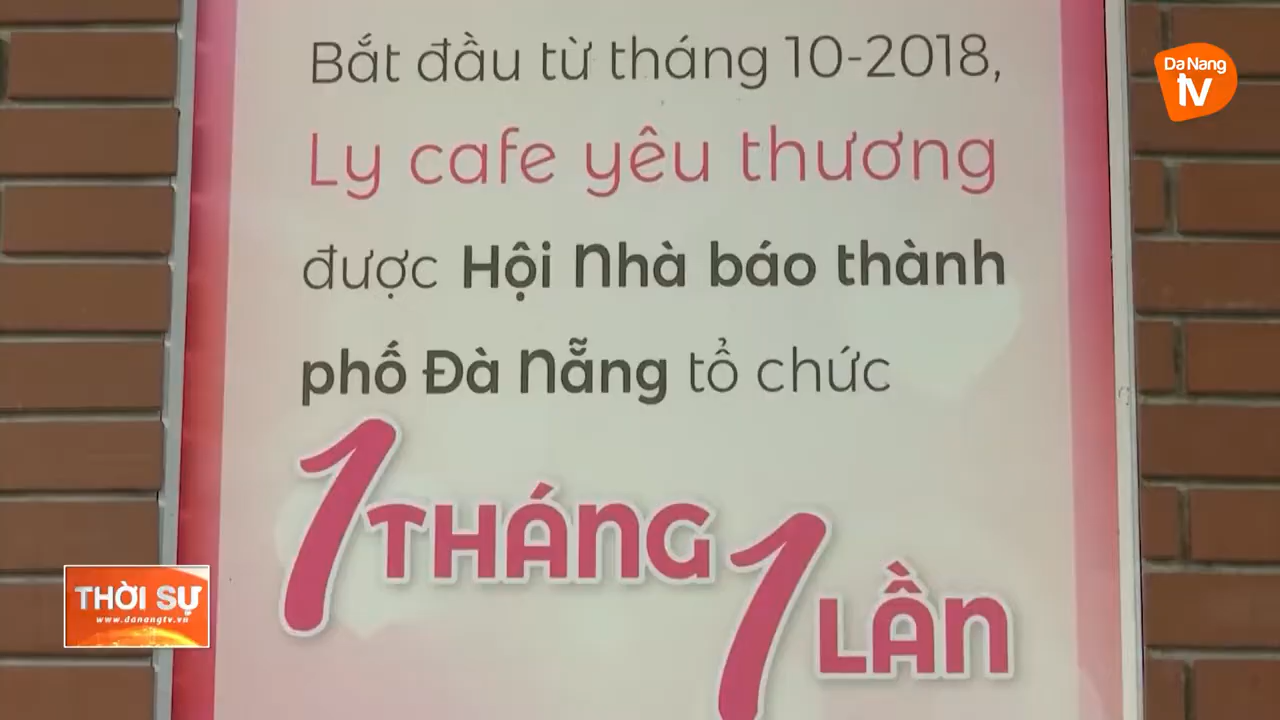 Bắt đầu từ tháng 10-2018,
Ly cafe yêu thương
được Hội Nhà báo thành
phố Đà Nẵng tổ chức
1 THÁNG 1 LẦN
Da Nang
tv
THỜI SỰ
www.danangtv.vn